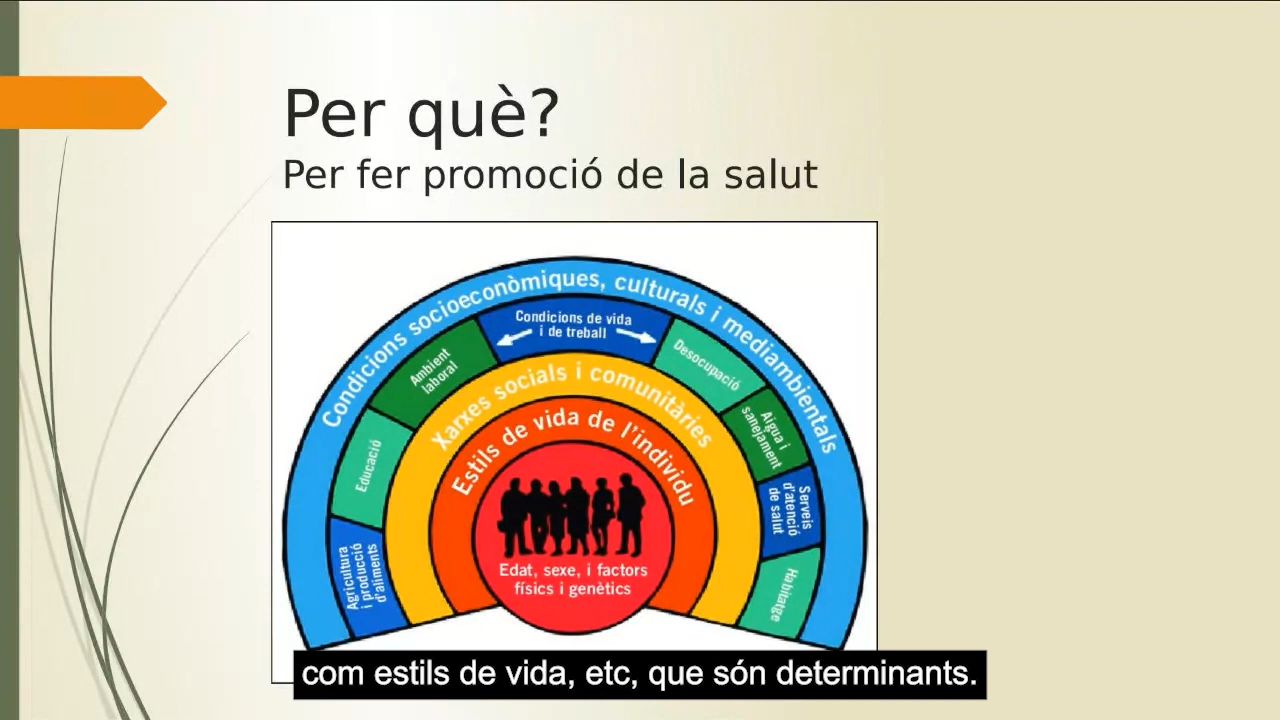 Per què?
Per fer promoció de la salut
Condicions socioeconòmiques, culturals i mediambientals
Condicions de vida
i de treball
Ambient
laboral
Desocupació
Educació
Aigua i
sanejament
Agricultura
i producció
d'aliments
Serveis
d'atenció
de salut
Habitatge
Xarxes socials i comunitàries
Estils de vida de l'individu
Edat, sexe, i factors
físics i genètics
com estils de vida, etc, que són determinants.